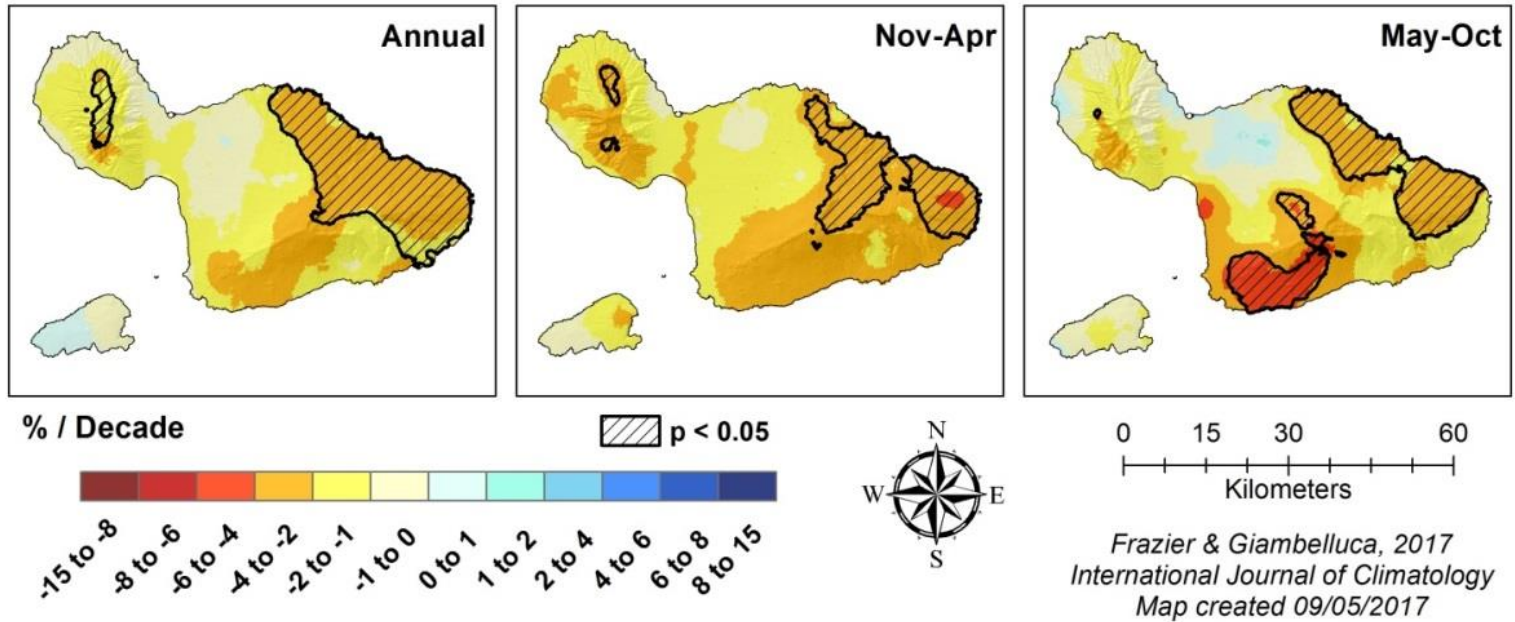 Annual
Nov-Apr
May-Oct
% / Decade
p < 0.05
-15 to -8
-8 to -6
-6 to -4
-4 to -2
-2 to -1
-1 to 0
0 to 1
1 to 2
2 to 4
4 to 6
6 to 8
8 to 15
N
W E
S
0 15 30 60
Kilometers
Frazier & Giambelluca, 2017
International Journal of Climatology
Map created 09/05/2017